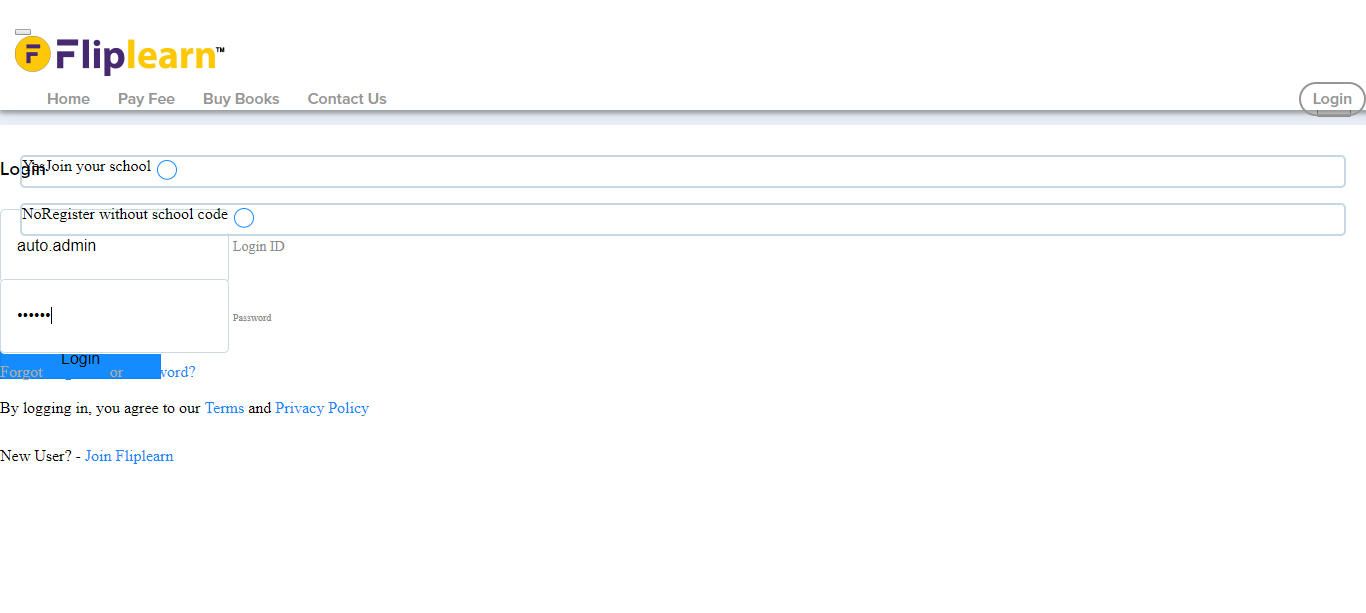 Fliplearn™
Home Pay Fee Buy Books Contact Us Login
Login
YesJoin your school
NoRegister without school code
auto.admin Login ID
•••••• Password
Login
Forgot or word?
By logging in, you agree to our Terms and Privacy Policy
New User? - Join Fliplearn